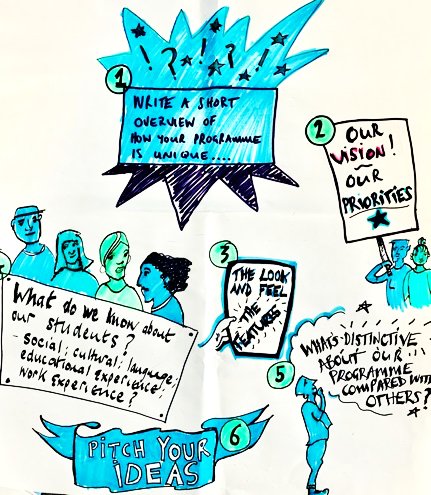 ! ? ! ? !
1
WRITE A SHORT
OVERVIEW OF
HOW YOUR PROGRAMME
IS UNIQUE....
2
OUR
VISION!
~
OUR
PRIORITIES
3
THE LOOK
AND FEEL
THE
FEATURES
What do we know about
our students?
- social; cultural; language;
educational experience;
work experience?
5
WHAT'S DISTINCTIVE
ABOUT OUR...
PROGRAMME
COMPARED WITH
OTHERS?
6
PITCH YOUR
IDEAS